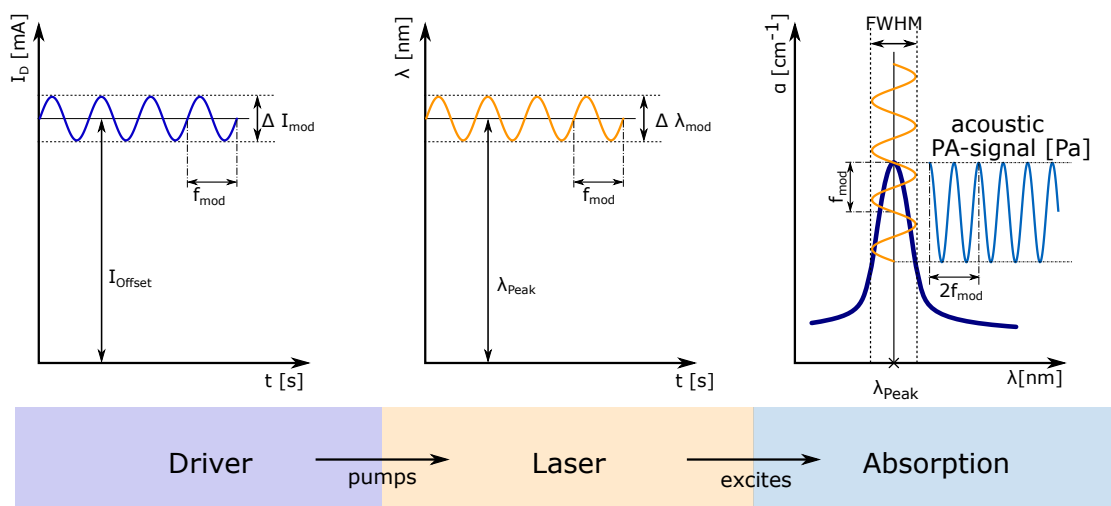 I_D [mA]
Δ I_mod
f_mod
I_Offset
t [s]
λ [nm]
Δ λ_mod
f_mod
λ_Peak
t [s]
α [cm⁻¹]
FWHM
acoustic
PA-signal [Pa]
f_mod
2f_mod
λ_Peak
λ[nm]
Driver
pumps
Laser
excites
Absorption